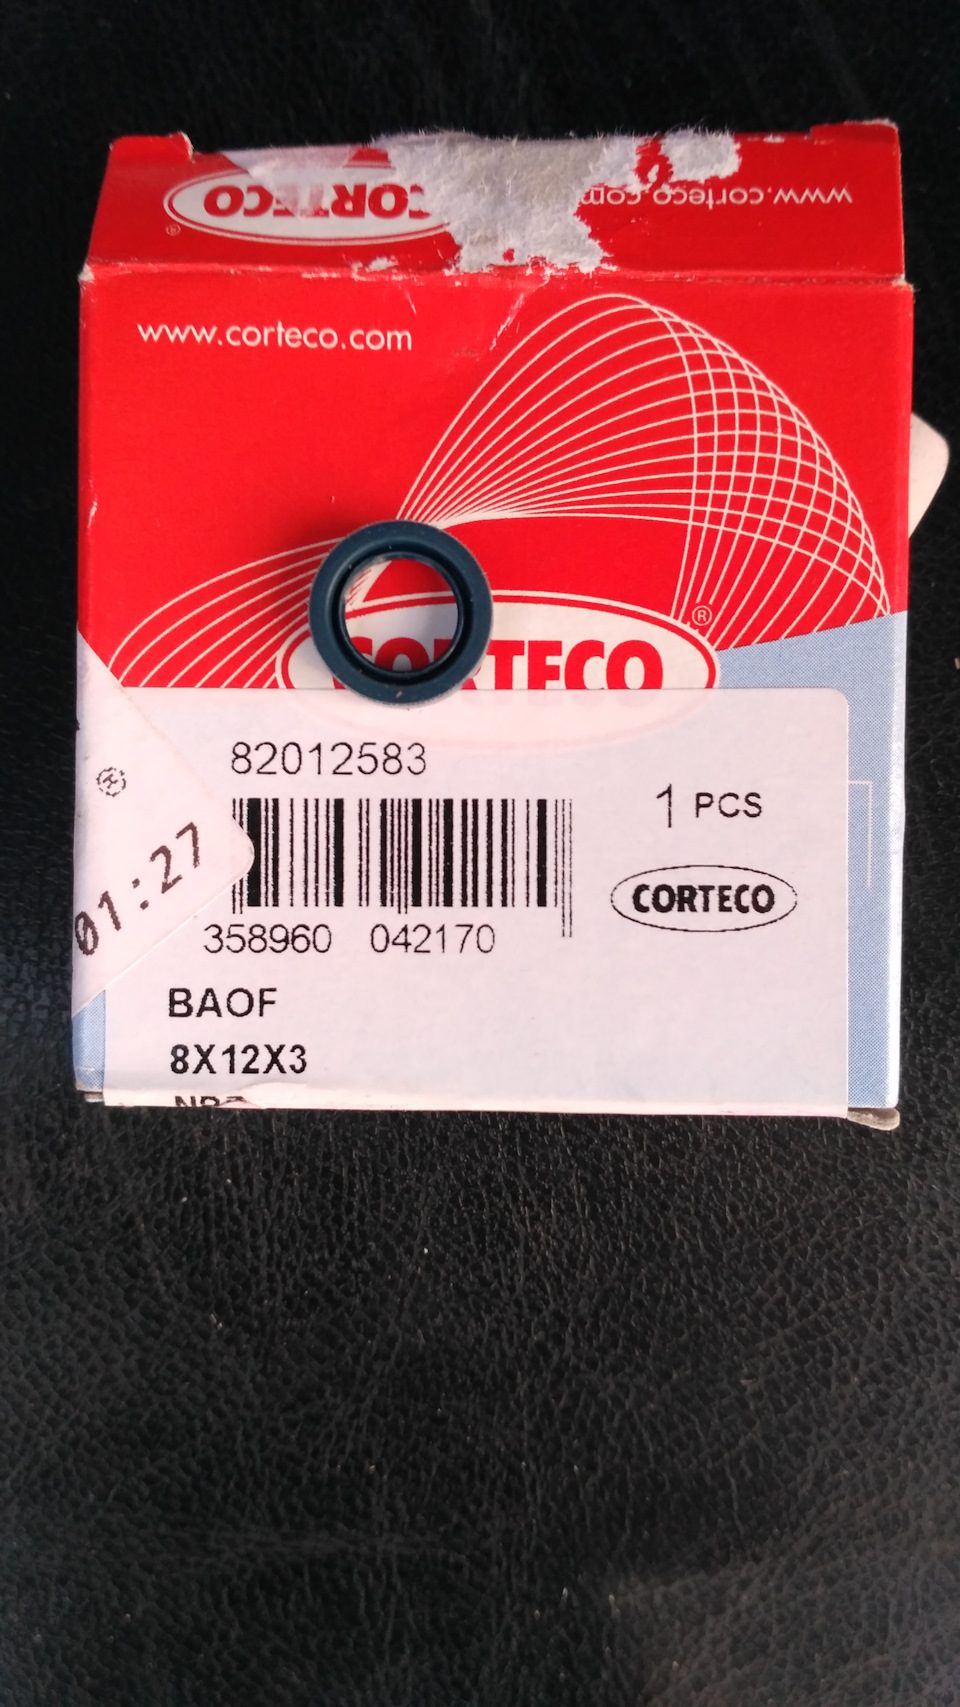 CORTECO
®
www.corteco.com
www.corteco.com
®
CORTECO
82012583
1 PCS
CORTECO
358960 042170
01:27
BAOF
8X12X3